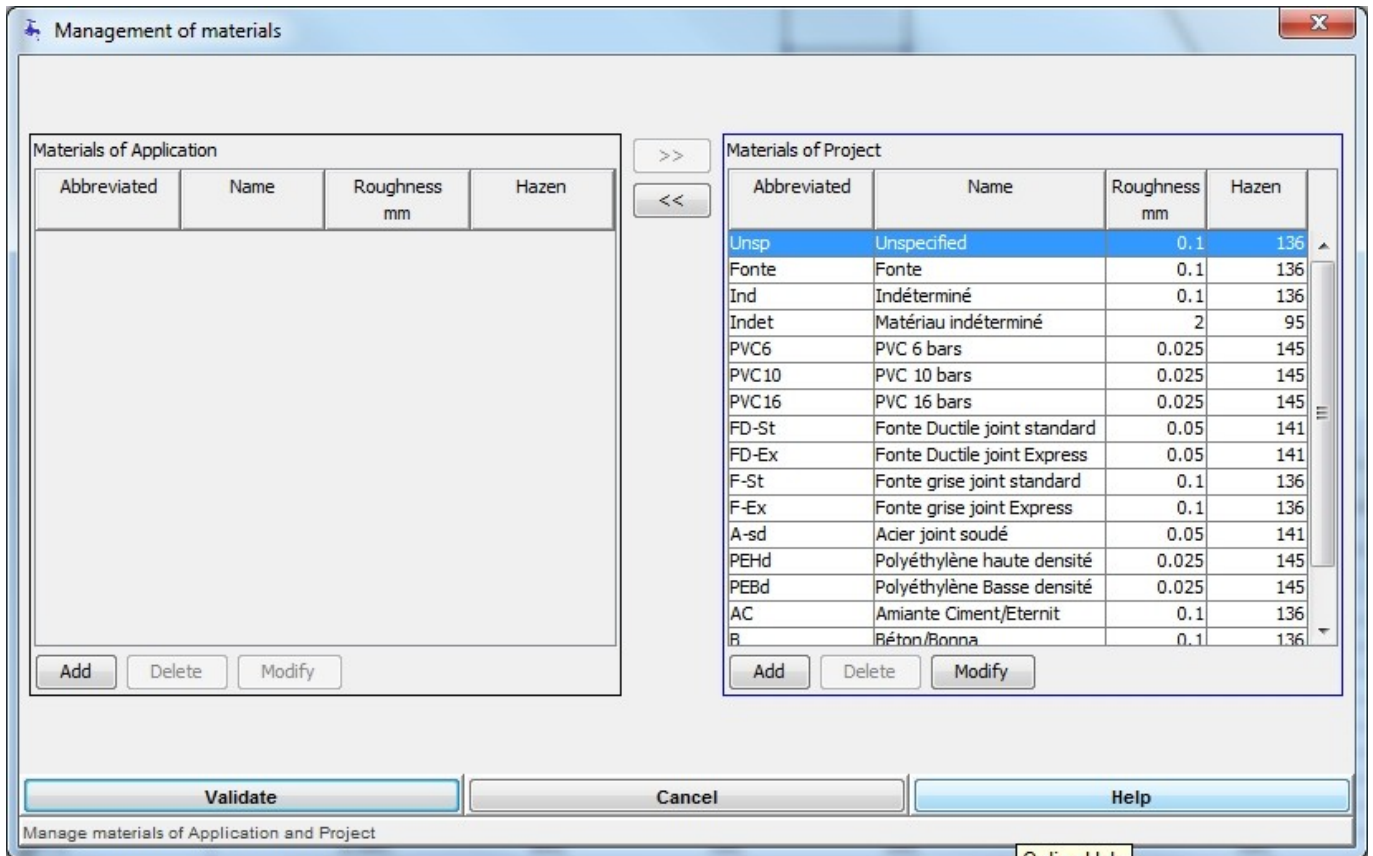 Management of materials
Materials of Application
Abbreviated Name Roughness mm Hazen
>>
<<
Materials of Project
Abbreviated Name Roughness mm Hazen
Unsp Unspecified 0.1 136
Fonte Fonte 0.1 136
Ind Indéterminé 0.1 136
Indet Matériau indéterminé 2 95
PVC6 PVC 6 bars 0.025 145
PVC10 PVC 10 bars 0.025 145
PVC16 PVC 16 bars 0.025 145
FD-St Fonte Ductile joint standard 0.05 141
FD-Ex Fonte Ductile joint Express 0.05 141
F-St Fonte grise joint standard 0.1 136
F-Ex Fonte grise joint Express 0.1 136
A-sd Acier joint soudé 0.05 141
PEHd Polyéthylène haute densité 0.025 145
PEBd Polyéthylène Basse densité 0.025 145
AC Amiante Ciment/Eternit 0.1 136
B Béton/Bonna 0.1 136
Add Delete Modify
Add Delete Modify
Validate Cancel Help
Manage materials of Application and Project